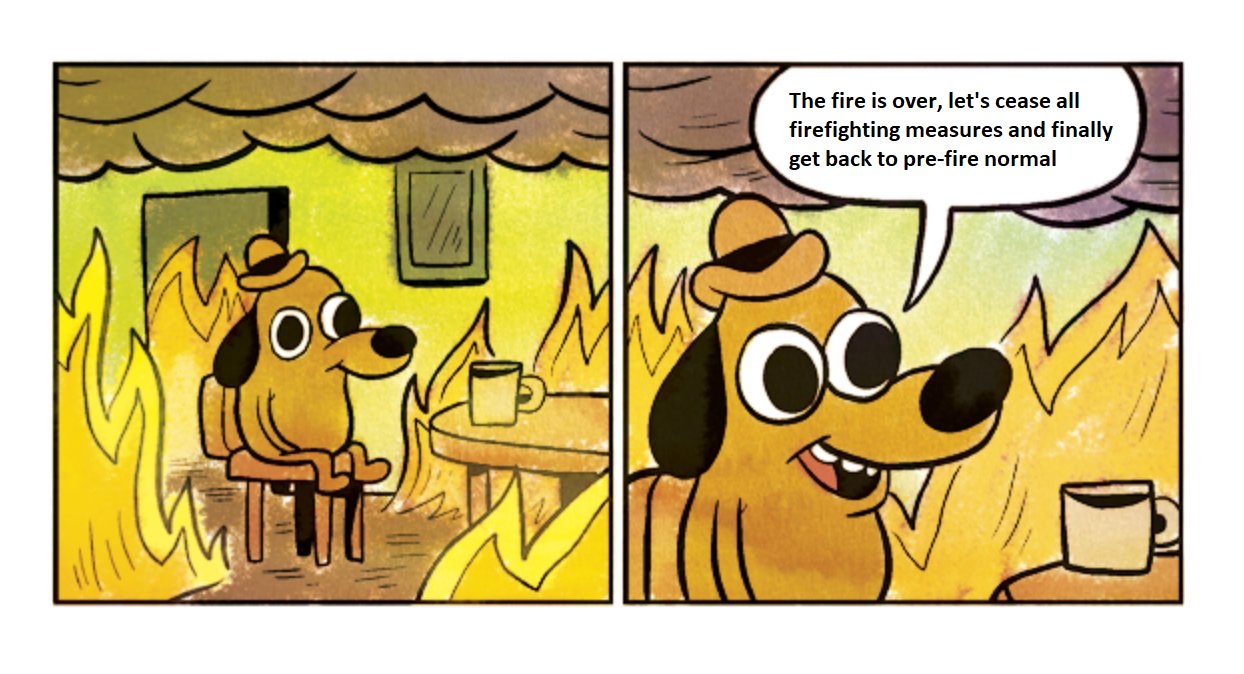 The fire is over, let's cease all
firefighting measures and finally
get back to pre-fire normal